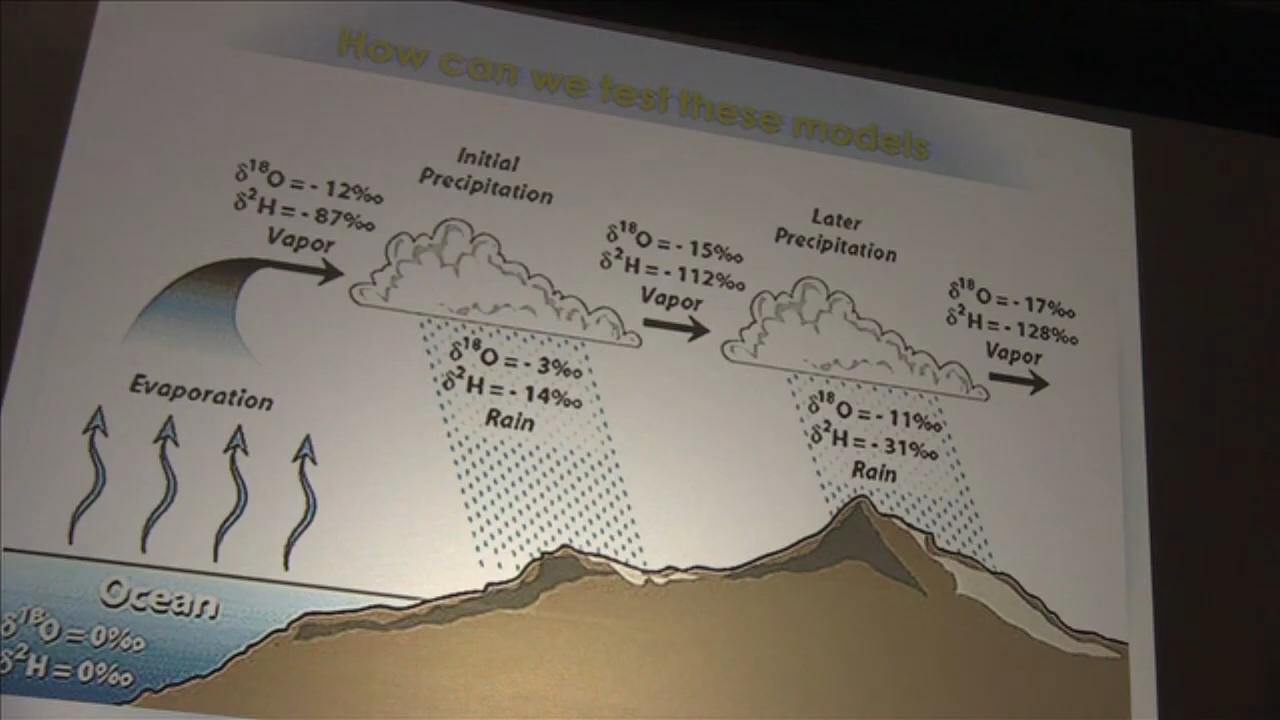 How can we test these models
Initial
Precipitation
δ¹⁸O = - 12‰
δ²H = - 87‰
Vapor
Later
Precipitation
δ¹⁸O = - 15‰
δ²H = - 112‰
Vapor
δ¹⁸O = - 17‰
δ²H = - 128‰
Vapor
δ¹⁸O = - 3‰
δ²H = - 14‰
Rain
δ¹⁸O = - 11‰
δ²H = - 31‰
Rain
Evaporation
Ocean
δ¹⁸O = 0‰
δ²H = 0‰